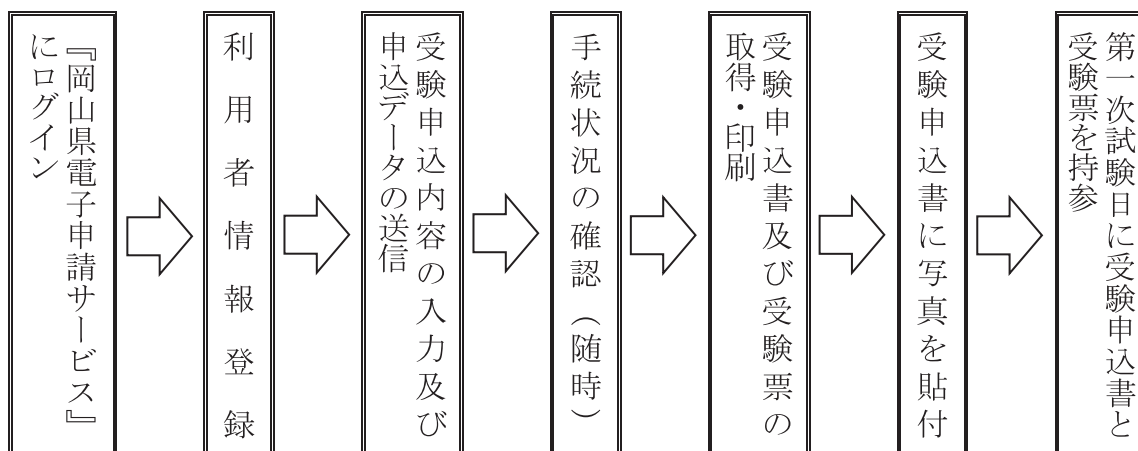 『岡山県電子申請サービス』
にログイン
利用者情報登録
受験申込内容の入力及び
申込データの送信
手続状況の確認（随時）
受験申込書及び受験票の
取得・印刷
受験申込書に写真を貼付
第一次試験日に受験申込書と
受験票を持参